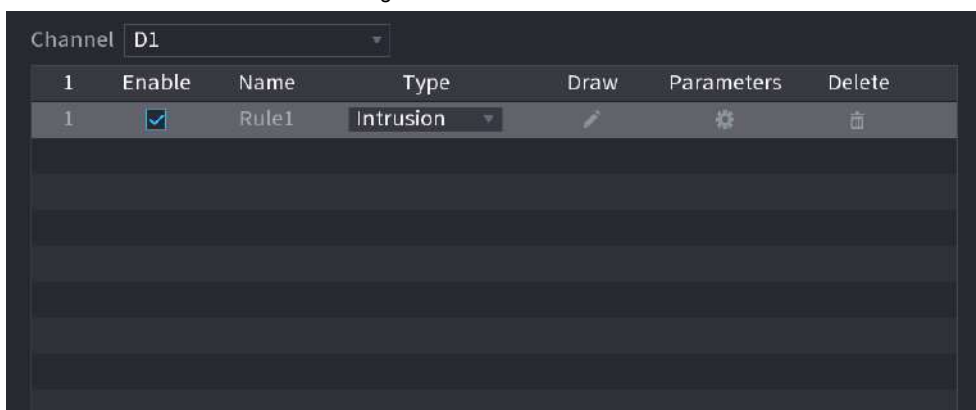 Channel D1
1 Enable Name Type Draw Parameters Delete
1 Rule1 Intrusion